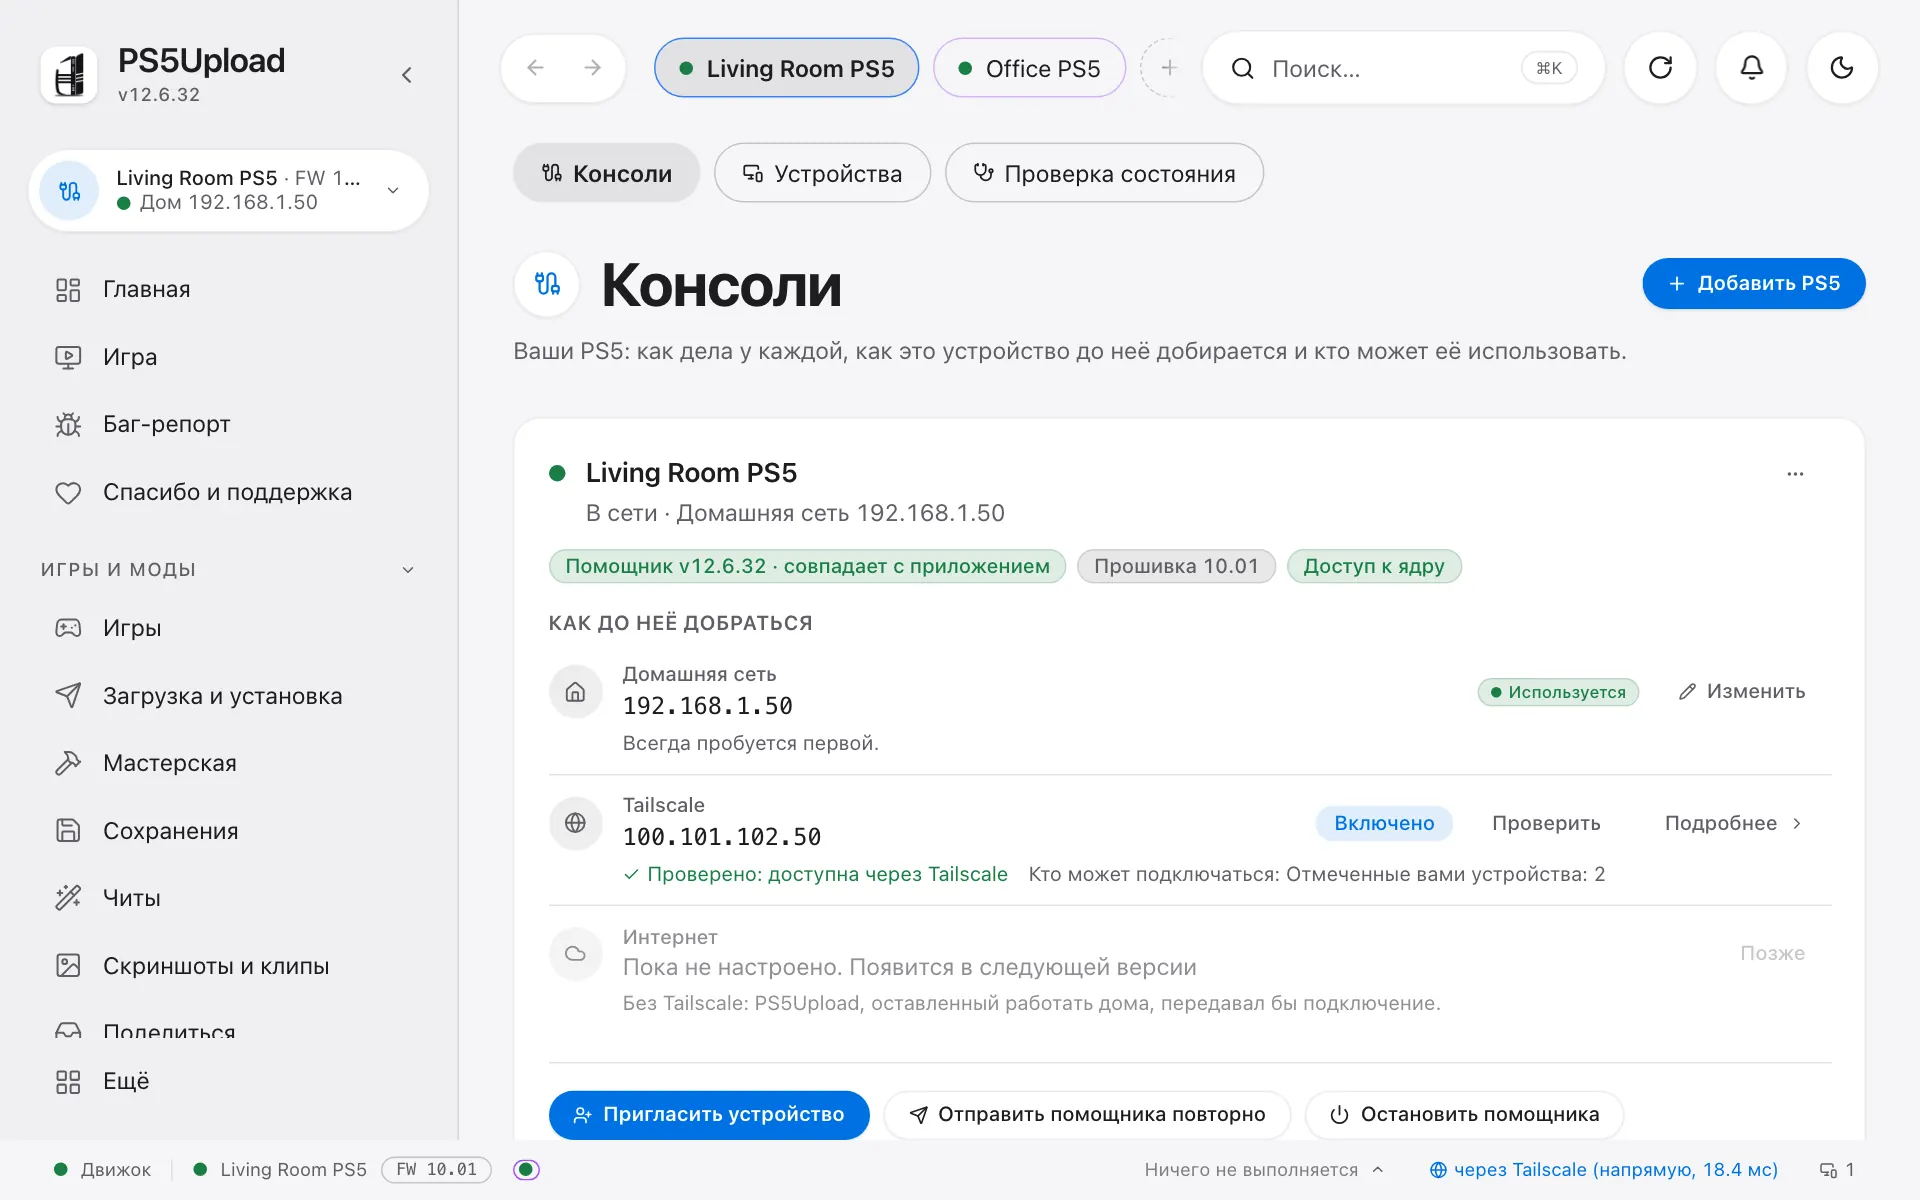 PS5Upload
v12.6.32
Living Room PS5 · FW 1...
Дом 192.168.1.50
Главная
Игра
Баг-репорт
Спасибо и поддержка
ИГРЫ И МОДЫ
Игры
Загрузка и установка
Мастерская
Сохранения
Читы
Скриншоты и клипы
Поделиться
Ещё
Living Room PS5
Office PS5
Поиск...
⌘K
Консоли
Устройства
Проверка состояния
Консоли
Добавить PS5
Ваши PS5: как дела у каждой, как это устройство до неё добирается и кто может её использовать.
Living Room PS5
В сети · Домашняя сеть 192.168.1.50
Помощник v12.6.32 · совпадает с приложением
Прошивка 10.01
Доступ к ядру
КАК ДО НЕЁ ДОБРАТЬСЯ
Домашняя сеть
192.168.1.50
Всегда пробуется первой.
Используется
Изменить
Tailscale
100.101.102.50
Включено
Проверить
Подробнее
Проверено: доступна через Tailscale
Кто может подключаться: Отмеченные вами устройства: 2
Интернет
Пока не настроено. Появится в следующей версии
Без Tailscale: PS5Upload, оставленный работать дома, передавал бы подключение.
Позже
Пригласить устройство
Отправить помощника повторно
Остановить помощника
Движок
Living Room PS5
FW 10.01
Ничего не выполняется
через Tailscale (напрямую, 18.4 мс)
1